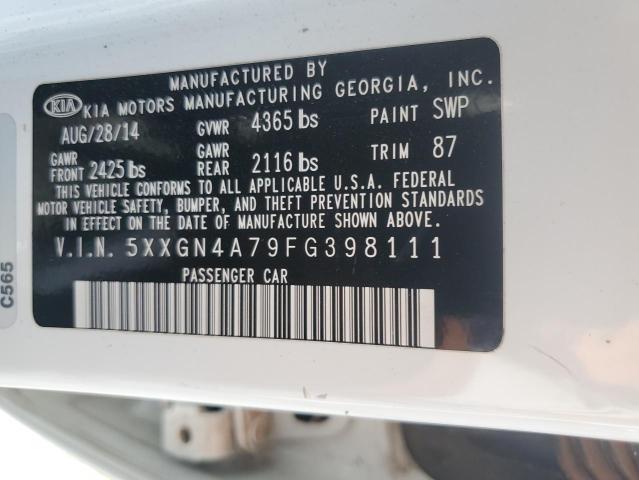 MANUFACTURED BY
KIA KIA MOTORS MANUFACTURING GEORGIA, INC.
AUG/28/14 GVWR 4365 lbs PAINT SWP
GAWR FRONT 2425 lbs GAWR REAR 2116 lbs TRIM 87
THIS VEHICLE CONFORMS TO ALL APPLICABLE U.S.A. FEDERAL
MOTOR VEHICLE SAFETY, BUMPER, AND THEFT PREVENTION STANDARDS
IN EFFECT ON THE DATE OF MANUFACTURE SHOWN ABOVE.
V.I.N. 5XXGN4A79FG398111
PASSENGER CAR
C565